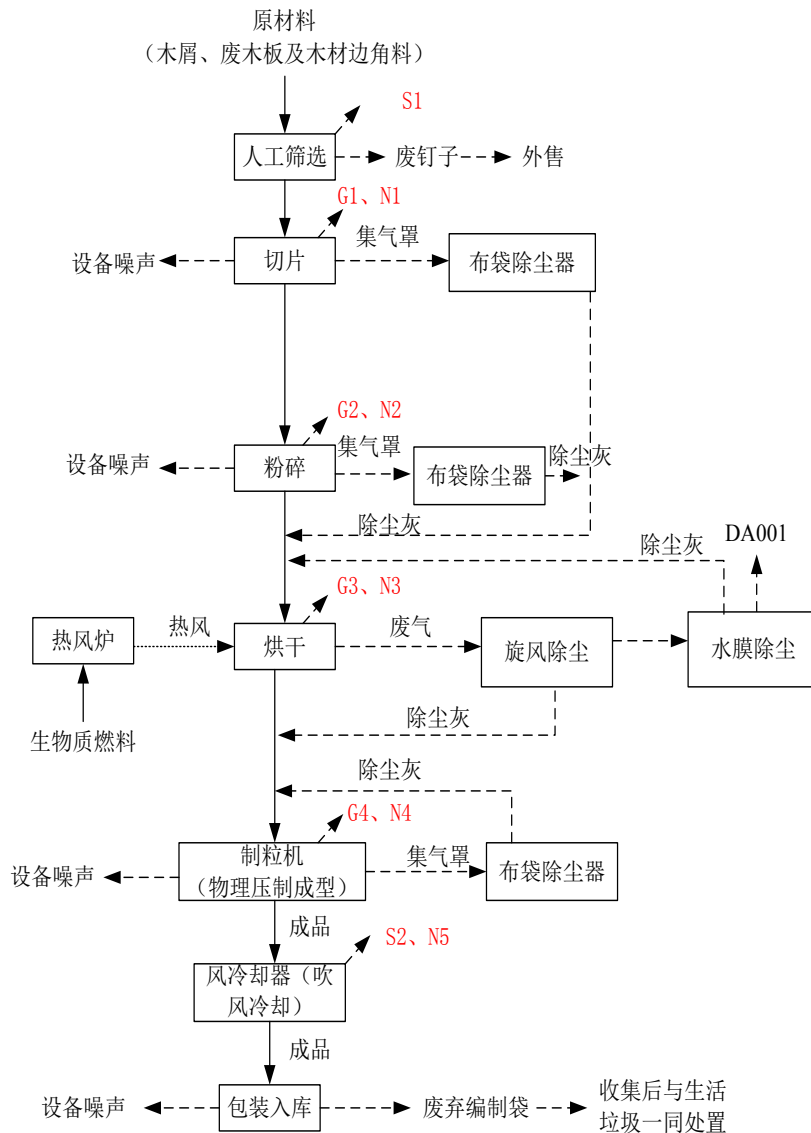 原材料
（木屑、废木板及木材边角料）
S1
人工筛选
废钉子
外售
G1、N1
集气罩
设备噪声
切片
布袋除尘器
G2、N2
集气罩
除尘灰
设备噪声
粉碎
布袋除尘器
除尘灰
DA001
除尘灰
G3、N3
热风炉
热风
烘干
废气
旋风除尘
水膜除尘
除尘灰
生物质燃料
除尘灰
G4、N4
制粒机
（物理压制成型）
集气罩
布袋除尘器
设备噪声
成品
S2、N5
风冷却器（吹
风冷却）
成品
设备噪声
包装入库
废弃编制袋
收集后与生活
垃圾一同处置